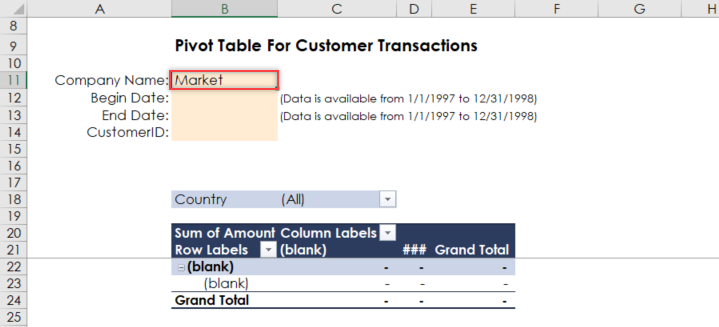 A B C D E F G H
8
9 Pivot Table For Customer Transactions
10
11 Company Name: Market
12 Begin Date: (Data is available from 1/1/1997 to 12/31/1998)
13 End Date: (Data is available from 1/1/1997 to 12/31/1998)
14 CustomerID:
15
16
17
18 Country (All)
19
20 Sum of Amount Column Labels
21 Row Labels (blank) ### Grand Total
22 (blank) - - -
23 (blank) - - -
24 Grand Total - - -
25